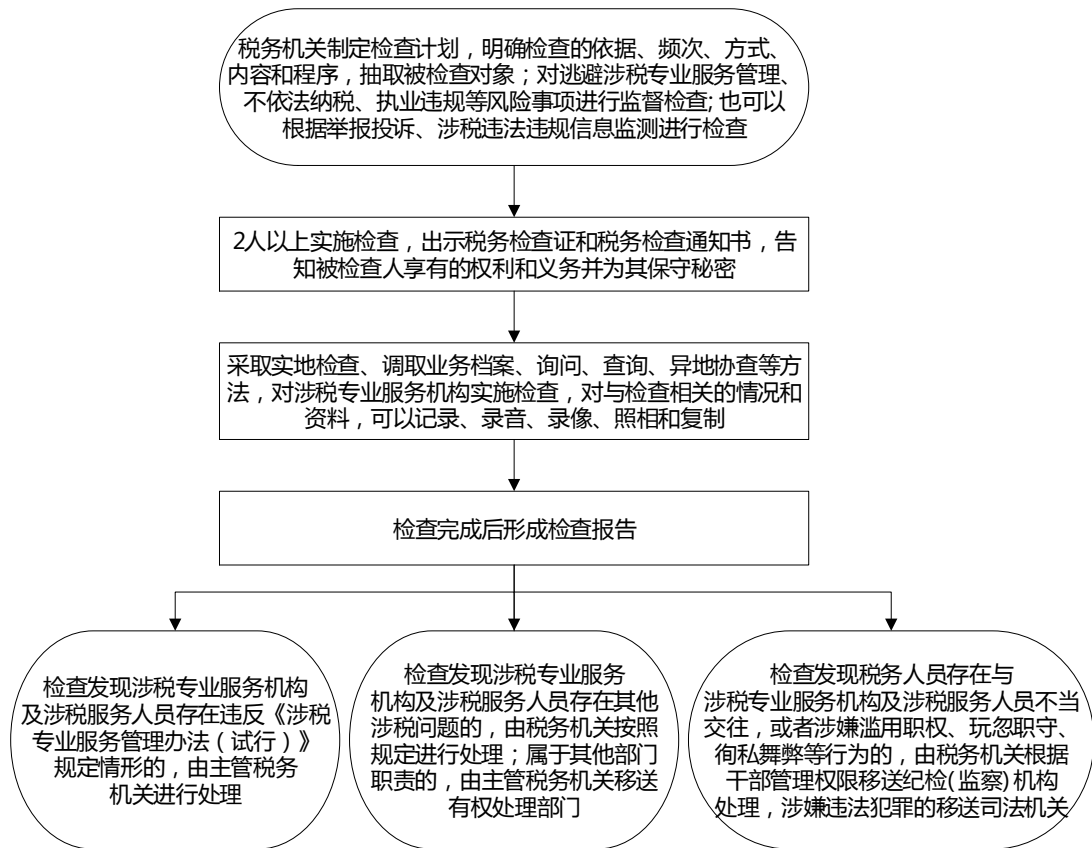 税务机关制定检查计划，明确检查的依据、频次、方式、
内容和程序，抽取被检查对象；对逃避涉税专业服务管理、
不依法纳税、执业违规等风险事项进行监督检查;也可以
根据举报投诉、涉税违法违规信息监测进行检查
2人以上实施检查，出示税务检查证和税务检查通知书，告
知被检查人享有的权利和义务并为其保守秘密
采取实地检查、调取业务档案、询问、查询、异地协查等方
法，对涉税专业服务机构实施检查，对与检查相关的情况和
资料，可以记录、录音、录像、照相和复制
检查完成后形成检查报告
检查发现涉税专业服务机构
及涉税服务人员存在违反《涉税
专业服务管理办法（试行）》
规定情形的，由主管税务
机关进行处理
检查发现涉税专业服务
机构及涉税服务人员存在其他
涉税问题的，由税务机关按照
规定进行处理；属于其他部门
职责的，由主管税务机关移送
有权处理部门
检查发现税务人员存在与
涉税专业服务机构及涉税服务人员不当
交往，或者涉嫌滥用职权、玩忽职守、
徇私舞弊等行为的，由税务机关根据
干部管理权限移送纪检(监察)机构
处理，涉嫌违法犯罪的移送司法机关